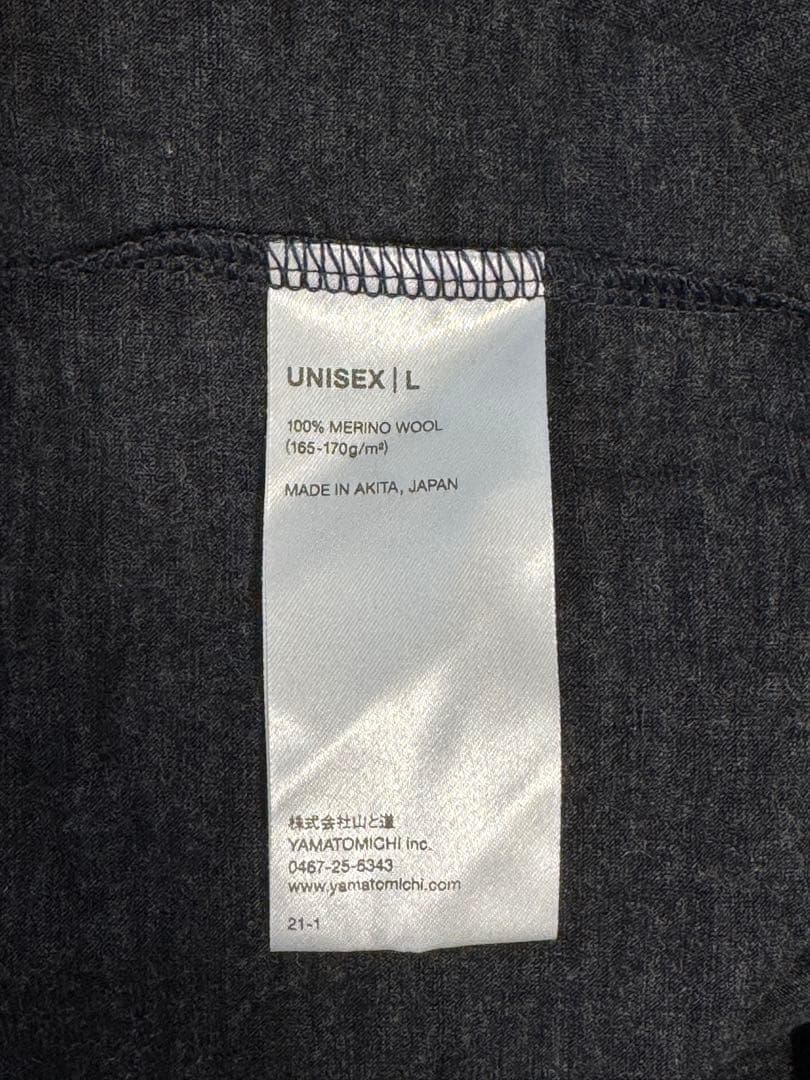 UNISEX | L
100% MERINO WOOL
(165-170g/m²)
MADE IN AKITA, JAPAN
株式会社山と道
YAMATOMICHI inc.
0467-25-6343
www.yamatomichi.com
21-1